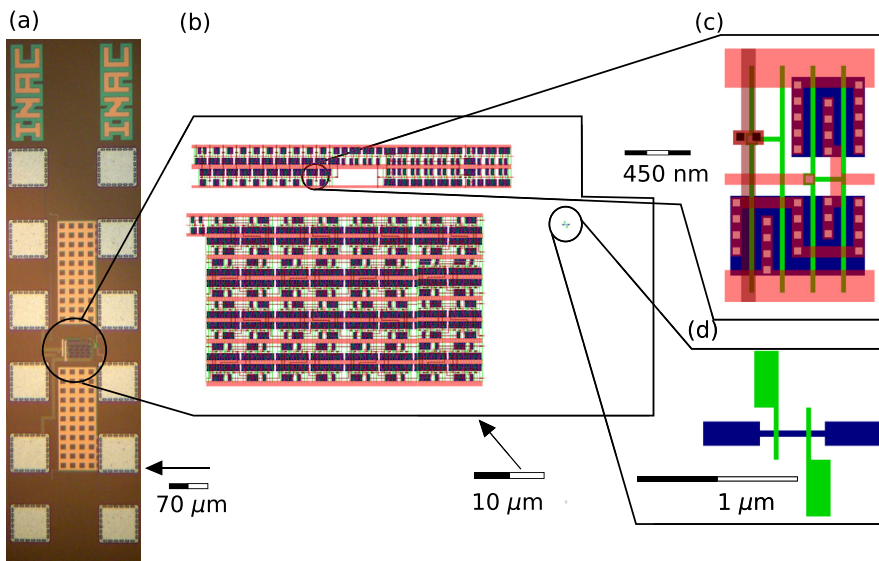 (a)
(b)
(c)
INAC
INAC
450 nm
(d)
70 μm
10 μm
1 μm